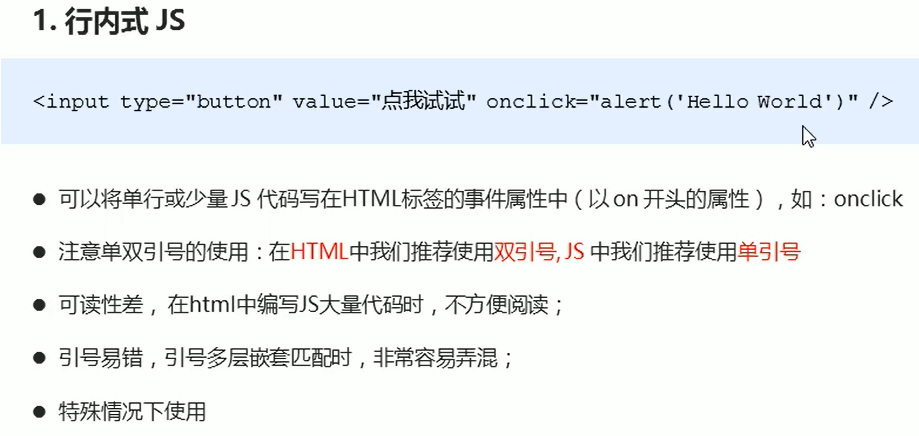 1. 行内式 JS
<input type="button" value="点我试试" onclick="alert('Hello World')" />
● 可以将单行或少量 JS 代码写在HTML标签的事件属性中（以 on 开头的属性），如：onclick
● 注意单双引号的使用：在HTML中我们推荐使用双引号, JS 中我们推荐使用单引号
● 可读性差， 在html中编写JS大量代码时，不方便阅读；
● 引号易错，引号多层嵌套匹配时，非常容易弄混；
● 特殊情况下使用